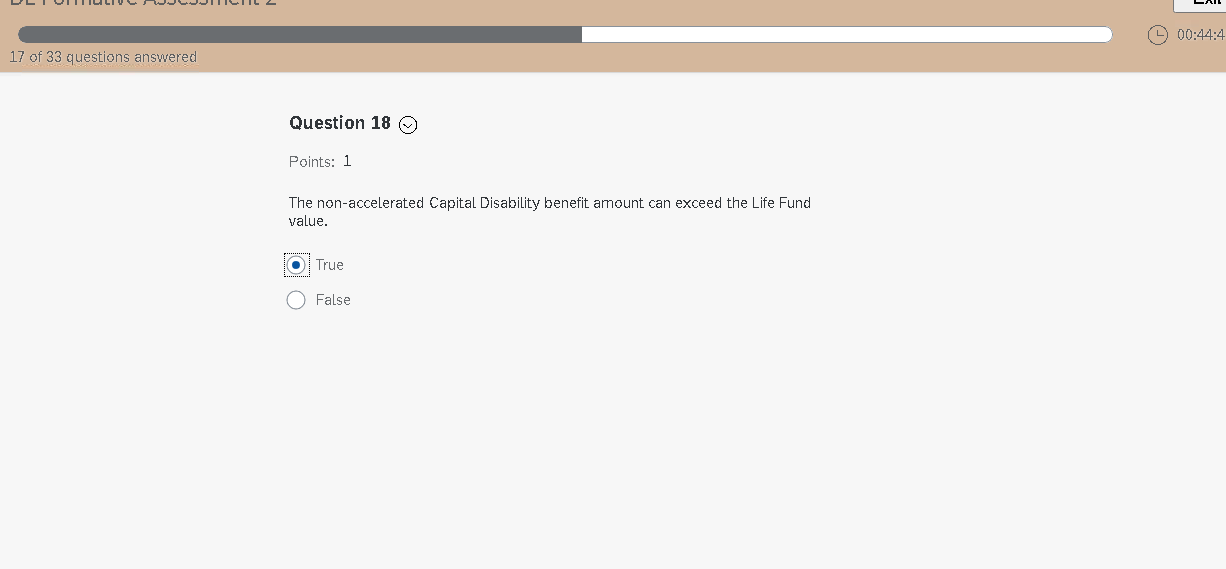 DL Formative Assessment 2
Exit
00:44:4
17 of 33 questions answered
Question 18
Points: 1
The non-accelerated Capital Disability benefit amount can exceed the Life Fund
value.
True
False